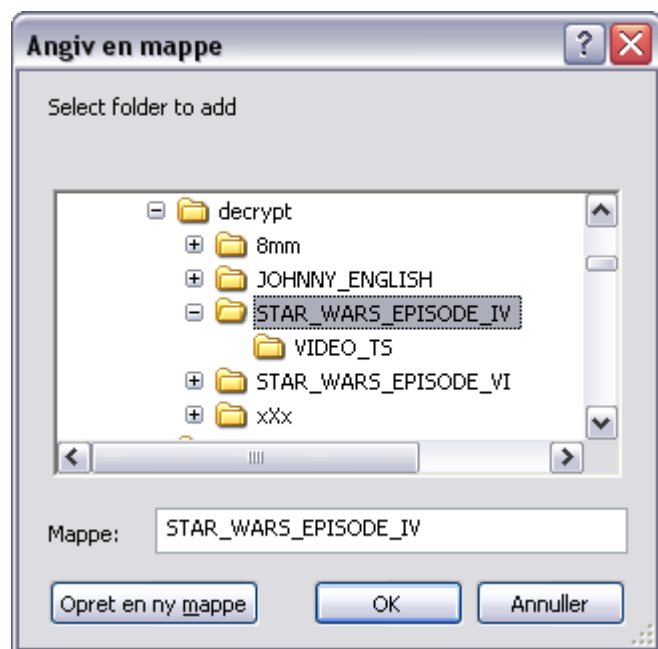 Angiv en mappe
Select folder to add
decrypt
8mm
JOHNNY_ENGLISH
STAR_WARS_EPISODE_IV
VIDEO_TS
STAR_WARS_EPISODE_VI
xXx
Mappe: STAR_WARS_EPISODE_IV
Opret en ny mappe OK Annuller